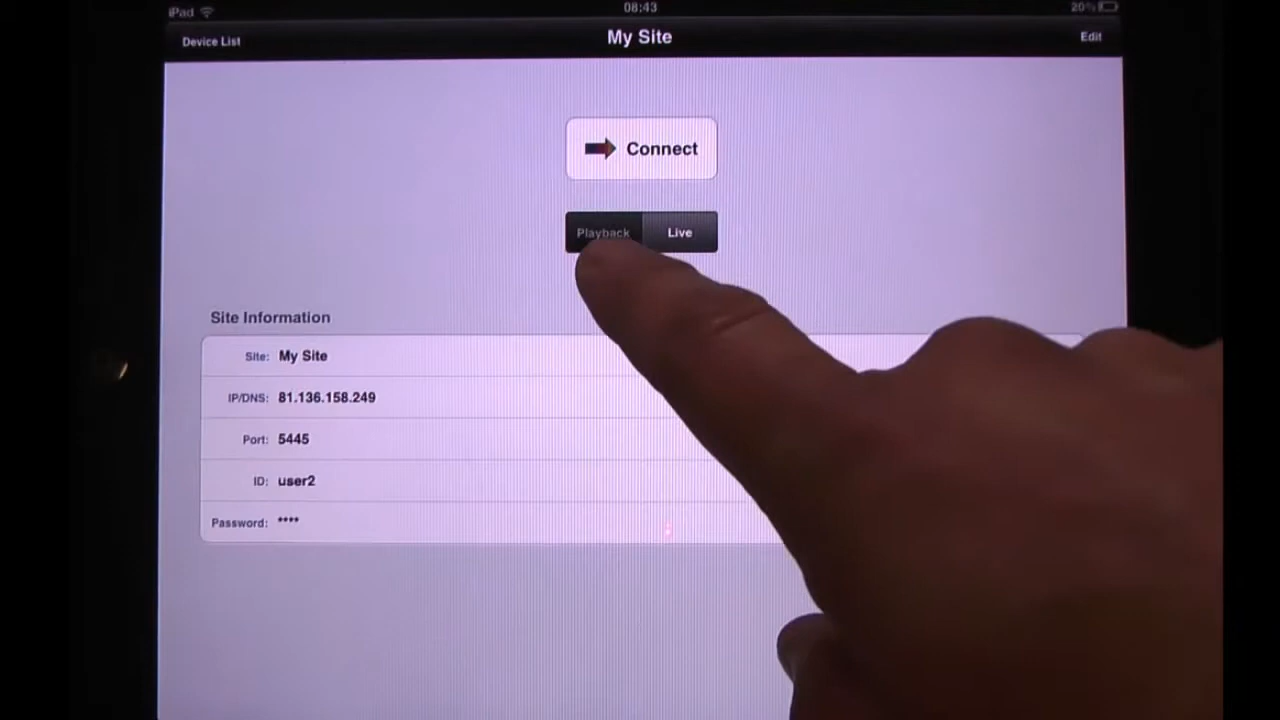 iPad 08:43 20%
Device List My Site Edit
Connect
Playback Live
Site Information
Site: My Site
IP/DNS: 81.136.158.249
Port: 5445
ID: user2
Password: ****